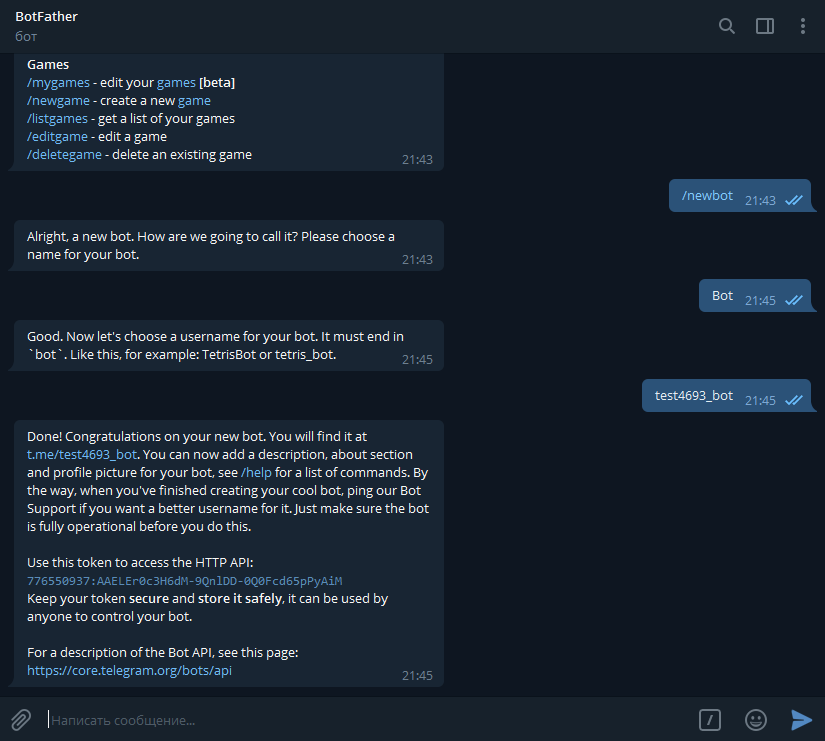 BotFather
бот
Games
/mygames - edit your games [beta]
/newgame - create a new game
/listgames - get a list of your games
/editgame - edit a game
/deletegame - delete an existing game
21:43
/newbot 21:43
Alright, a new bot. How are we going to call it? Please choose a
name for your bot.
21:43
Bot 21:45
Good. Now let's choose a username for your bot. It must end in
`bot`. Like this, for example: TetrisBot or tetris_bot.
21:45
test4693_bot 21:45
Done! Congratulations on your new bot. You will find it at
t.me/test4693_bot. You can now add a description, about section
and profile picture for your bot, see /help for a list of commands. By
the way, when you've finished creating your cool bot, ping our Bot
Support if you want a better username for it. Just make sure the bot
is fully operational before you do this.
Use this token to access the HTTP API:
776550937:AAELEr0c3H6dM-9QnlDD-0Q0Fcd65pPyAiM
Keep your token secure and store it safely, it can be used by
anyone to control your bot.
For a description of the Bot API, see this page:
https://core.telegram.org/bots/api
21:45
Написать сообщение...